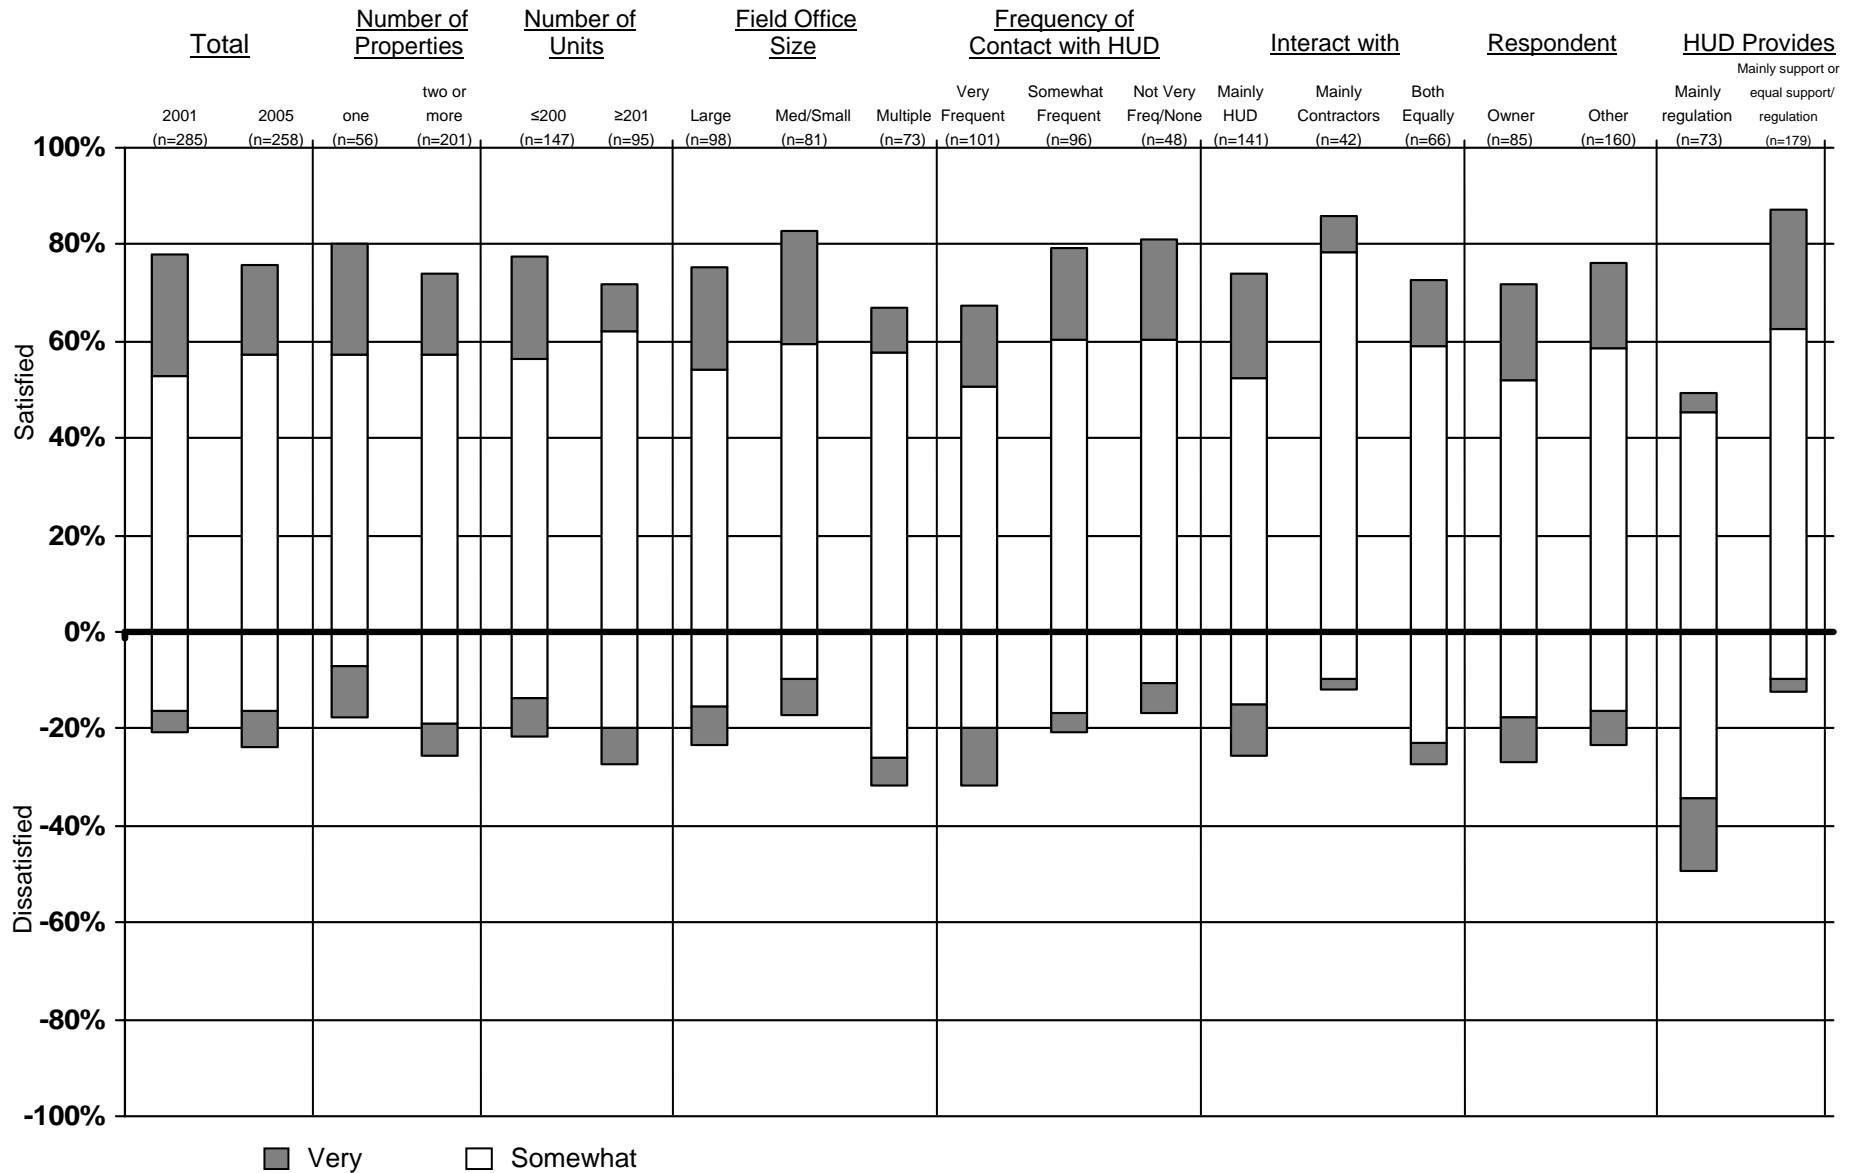 Total
Number of
Properties
Number of
Units
Field Office
Size
Frequency of
Contact with HUD
Interact with
Respondent
HUD Provides
2001
(n=285)
2005
(n=258)
one
(n=56)
two or
more
(n=201)
≤200
(n=147)
≥201
(n=95)
Large
(n=98)
Med/Small
(n=81)
Multiple
(n=73)
Very
Frequent
(n=101)
Somewhat
Frequent
(n=96)
Not Very
Freq/None
(n=48)
Mainly
HUD
(n=141)
Mainly
Contractors
(n=42)
Both
Equally
(n=66)
Owner
(n=85)
Other
(n=160)
Mainly
regulation
(n=73)
Mainly support or
equal support/
regulation
(n=179)
100%
80%
60%
40%
20%
0%
-20%
-40%
-60%
-80%
-100%
Satisfied
Dissatisfied
Very
Somewhat